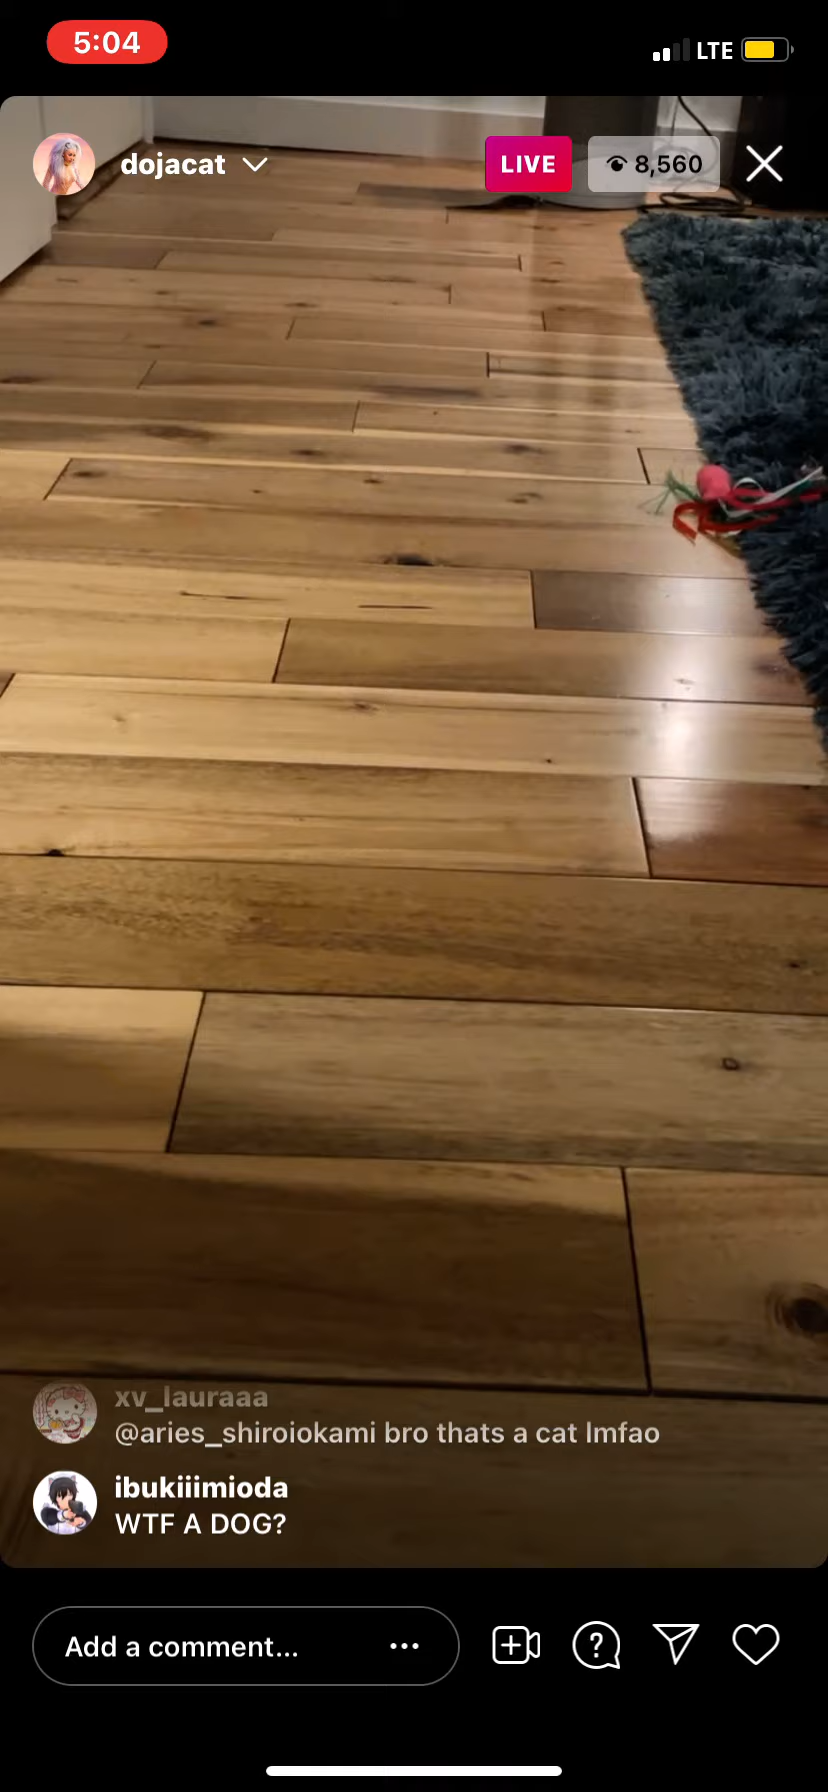 5:04
LTE
dojacat
LIVE
8,560
xv_lauraaa
@aries_shiroiokami bro thats a cat lmfao
ibukiiimioda
WTF A DOG?
Add a comment...